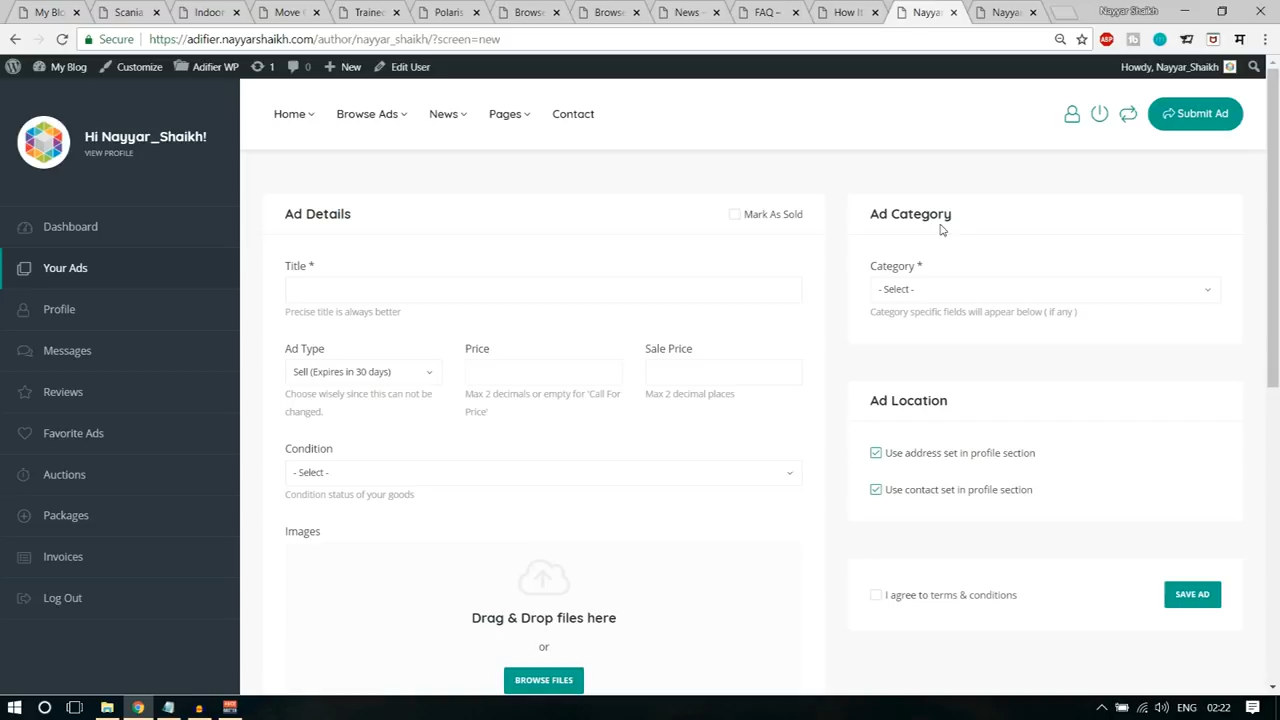 My Blo
Scania
Indoor
Move
Trainec
Polaris
Browse
Browse
News –
FAQ –
How It
Nayyar
Nayyar
Nayyar Shaikh
Secure
https://adifier.nayyarshaikh.com/author/nayyar_shaikh/?screen=new
My Blog
Customize
Adifier WP
1
0
New
Edit User
Howdy, Nayyar_Shaikh
Hi Nayyar_Shaikh!
VIEW PROFILE
Home
Browse Ads
News
Pages
Contact
Submit Ad
Dashboard
Your Ads
Profile
Messages
Reviews
Favorite Ads
Auctions
Packages
Invoices
Log Out
Ad Details
Mark As Sold
Title *
Precise title is always better
Ad Type
Price
Sale Price
Sell (Expires in 30 days)
Choose wisely since this can not be
changed.
Max 2 decimals or empty for 'Call For
Price'
Max 2 decimal places
Condition
- Select -
Condition status of your goods
Images
Drag & Drop files here
or
BROWSE FILES
Ad Category
Category *
- Select -
Category specific fields will appear below ( if any )
Ad Location
Use address set in profile section
Use contact set in profile section
I agree to terms & conditions
SAVE AD
ENG
02:22